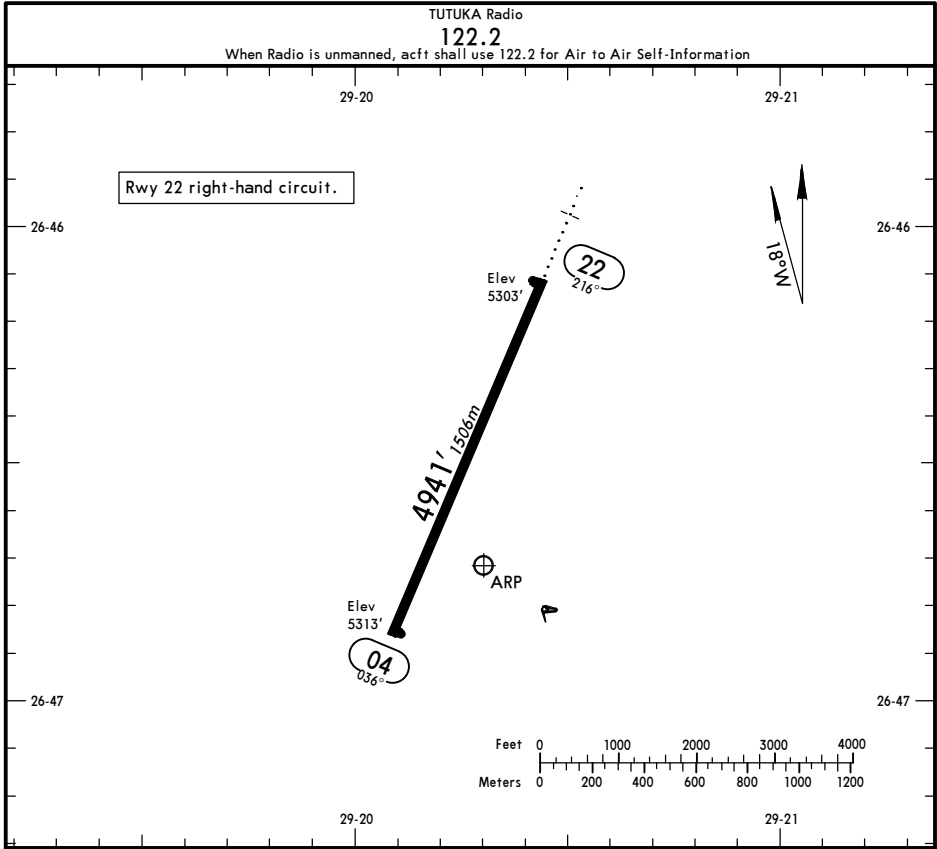 TUTUKA Radio
122.2
When Radio is unmanned, acft shall use 122.2 for Air to Air Self-Information
29-20
29-21
Rwy 22 right-hand circuit.
26-46
26-46
18°W
22
216°
Elev
5303'
4941' 1506m
ARP
Elev
5313'
04
036°
26-47
26-47
Feet 0 1000 2000 3000 4000
Meters 0 200 400 600 800 1000 1200
29-20
29-21